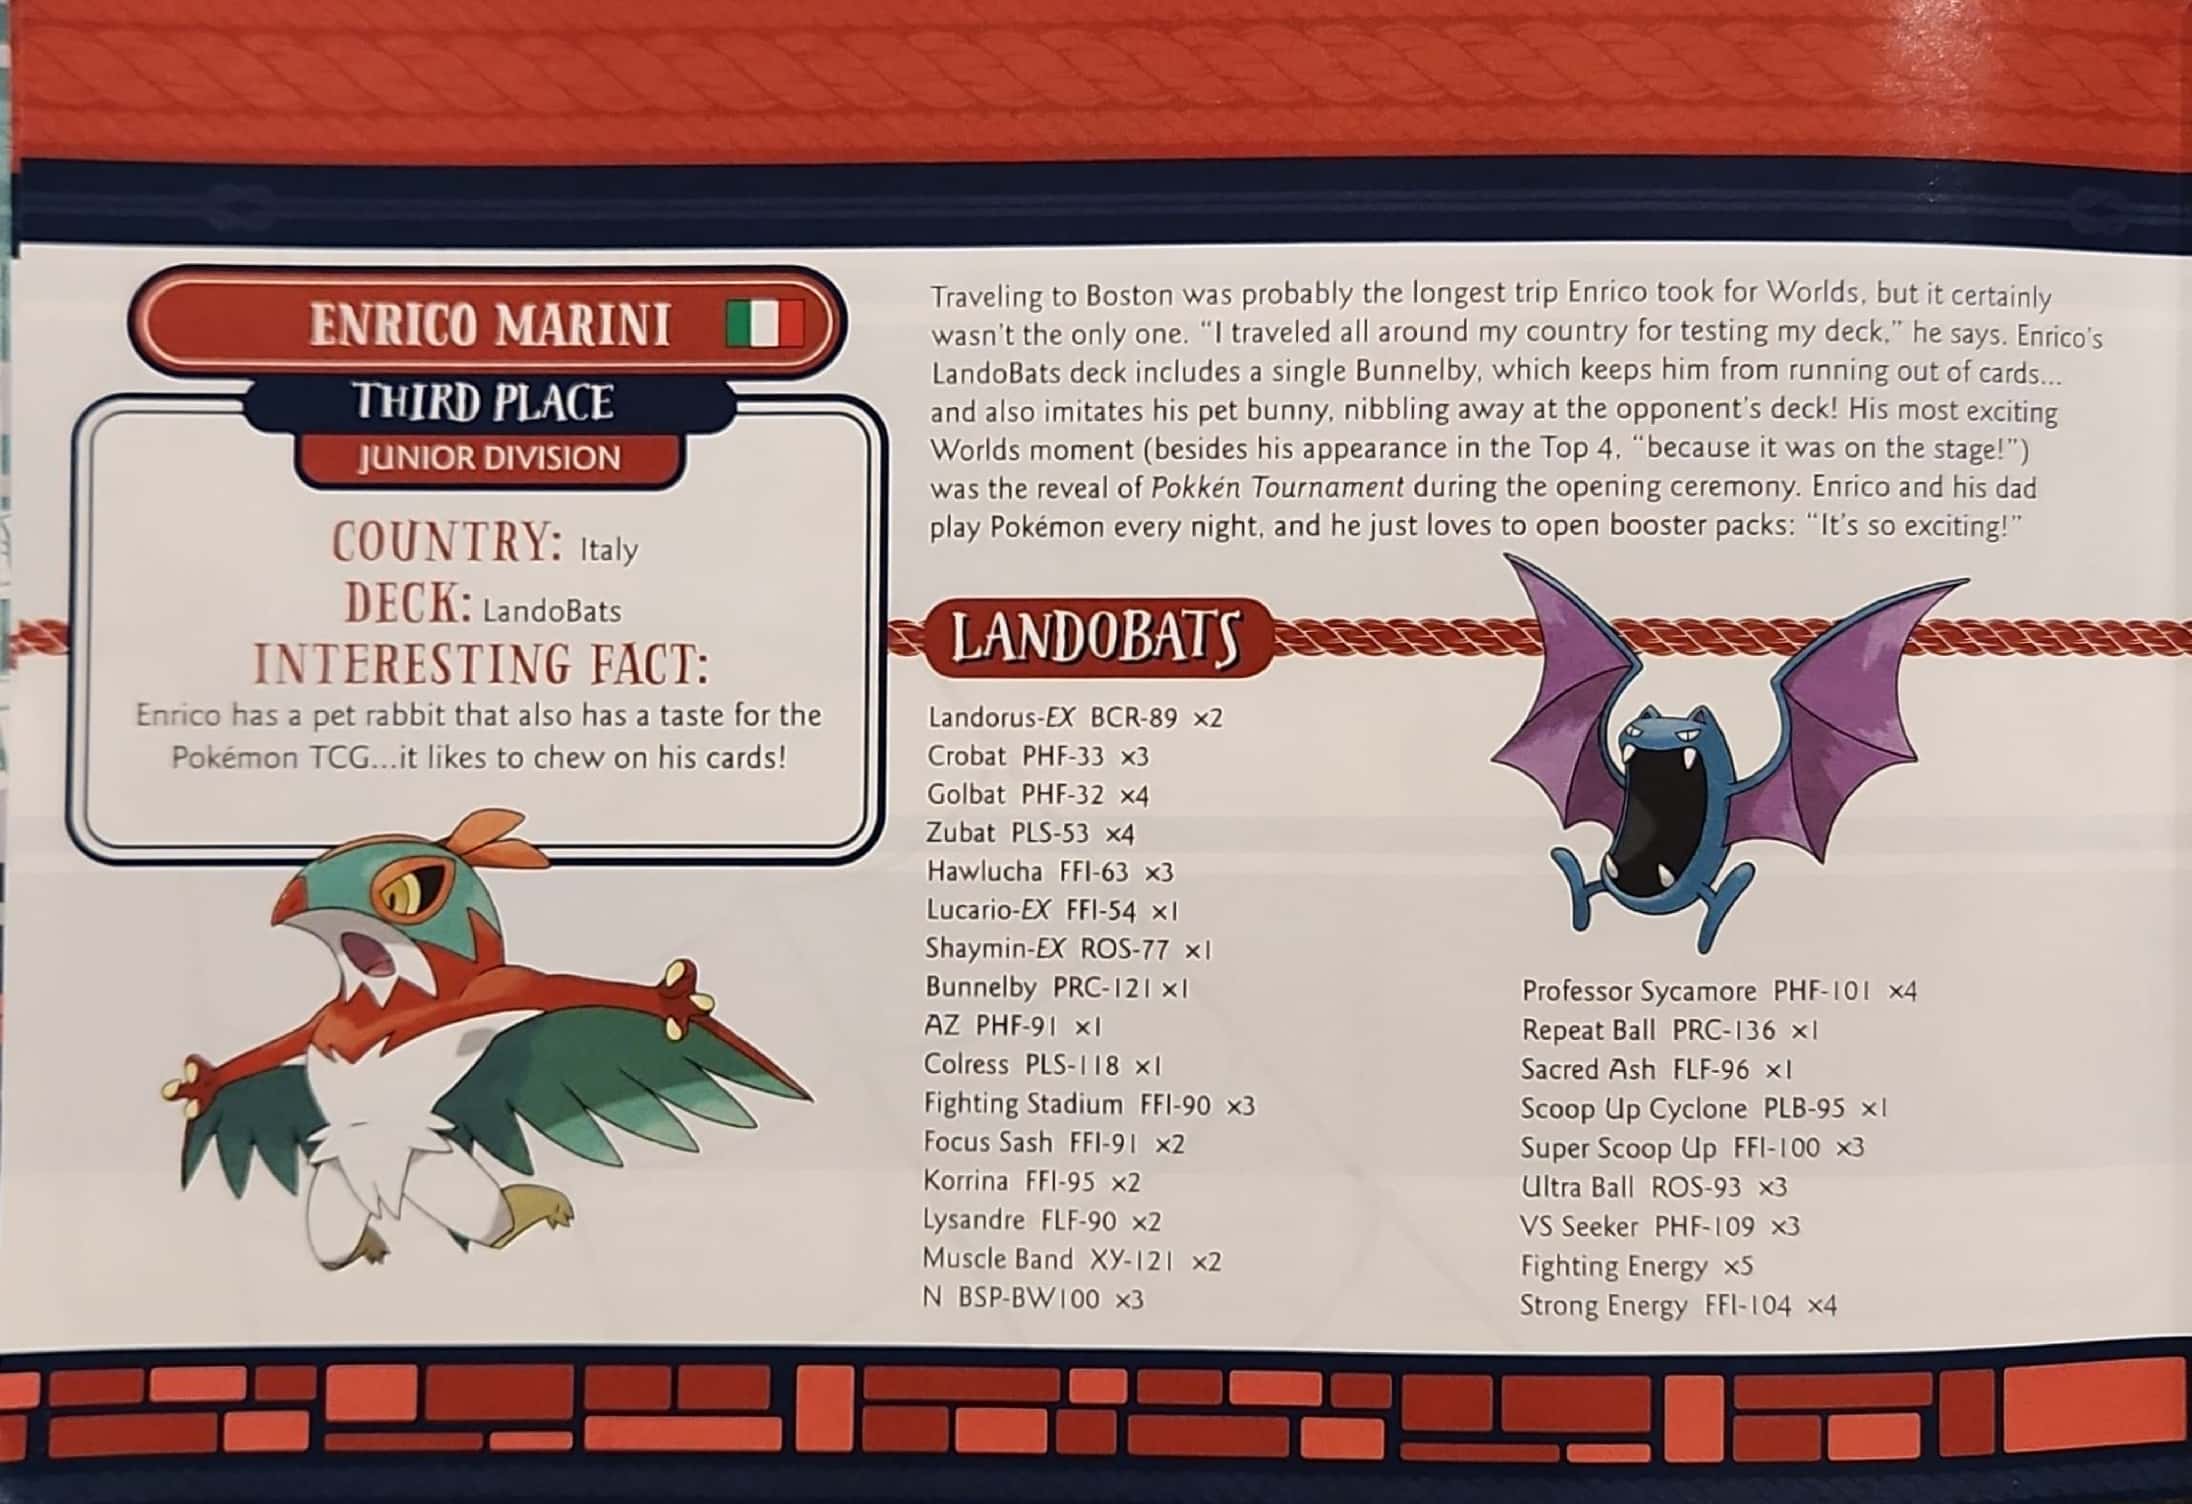 ENRICO MARINI
THIRD PLACE
JUNIOR DIVISION
COUNTRY: Italy
DECK: LandoBats
INTERESTING FACT:
Enrico has a pet rabbit that also has a taste for the
Pokémon TCG...it likes to chew on his cards!
Traveling to Boston was probably the longest trip Enrico took for Worlds, but it certainly
wasn't the only one. "I traveled all around my country for testing my deck," he says. Enrico's
LandoBats deck includes a single Bunnelby, which keeps him from running out of cards...
and also imitates his pet bunny, nibbling away at the opponent's deck! His most exciting
Worlds moment (besides his appearance in the Top 4, "because it was on the stage!")
was the reveal of Pokkén Tournament during the opening ceremony. Enrico and his dad
play Pokémon every night, and he just loves to open booster packs: "It's so exciting!"
LANDOBATS
Landorus-EX BCR-89 ×2
Crobat PHF-33 ×3
Golbat PHF-32 ×4
Zubat PLS-53 ×4
Hawlucha FFI-63 ×3
Lucario-EX FFI-54 ×1
Shaymin-EX ROS-77 ×1
Bunnelby PRC-121 ×1
AZ PHF-91 ×1
Colress PLS-118 ×1
Fighting Stadium FFI-90 ×3
Focus Sash FFI-91 ×2
Korrina FFI-95 ×2
Lysandre FLF-90 ×2
Muscle Band XY-121 ×2
N BSP-BW100 ×3
Professor Sycamore PHF-101 ×4
Repeat Ball PRC-136 ×1
Sacred Ash FLF-96 ×1
Scoop Up Cyclone PLB-95 ×1
Super Scoop Up FFI-100 ×3
Ultra Ball ROS-93 ×3
VS Seeker PHF-109 ×3
Fighting Energy ×5
Strong Energy FFI-104 ×4